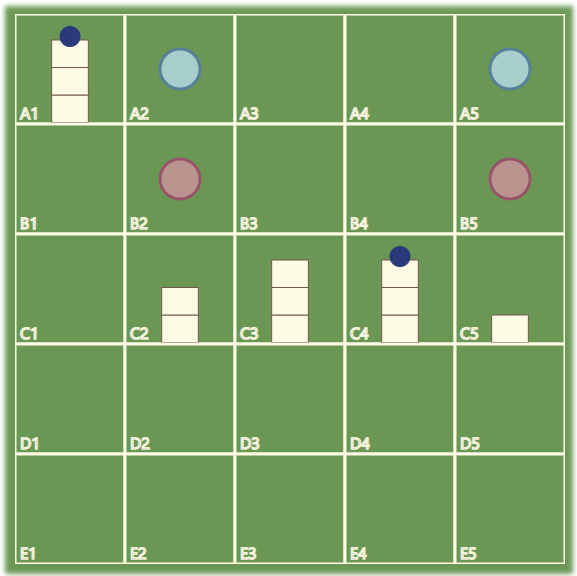 A1 A2 A3 A4 A5
B1 B2 B3 B4 B5
C1 C2 C3 C4 C5
D1 D2 D3 D4 D5
E1 E2 E3 E4 E5